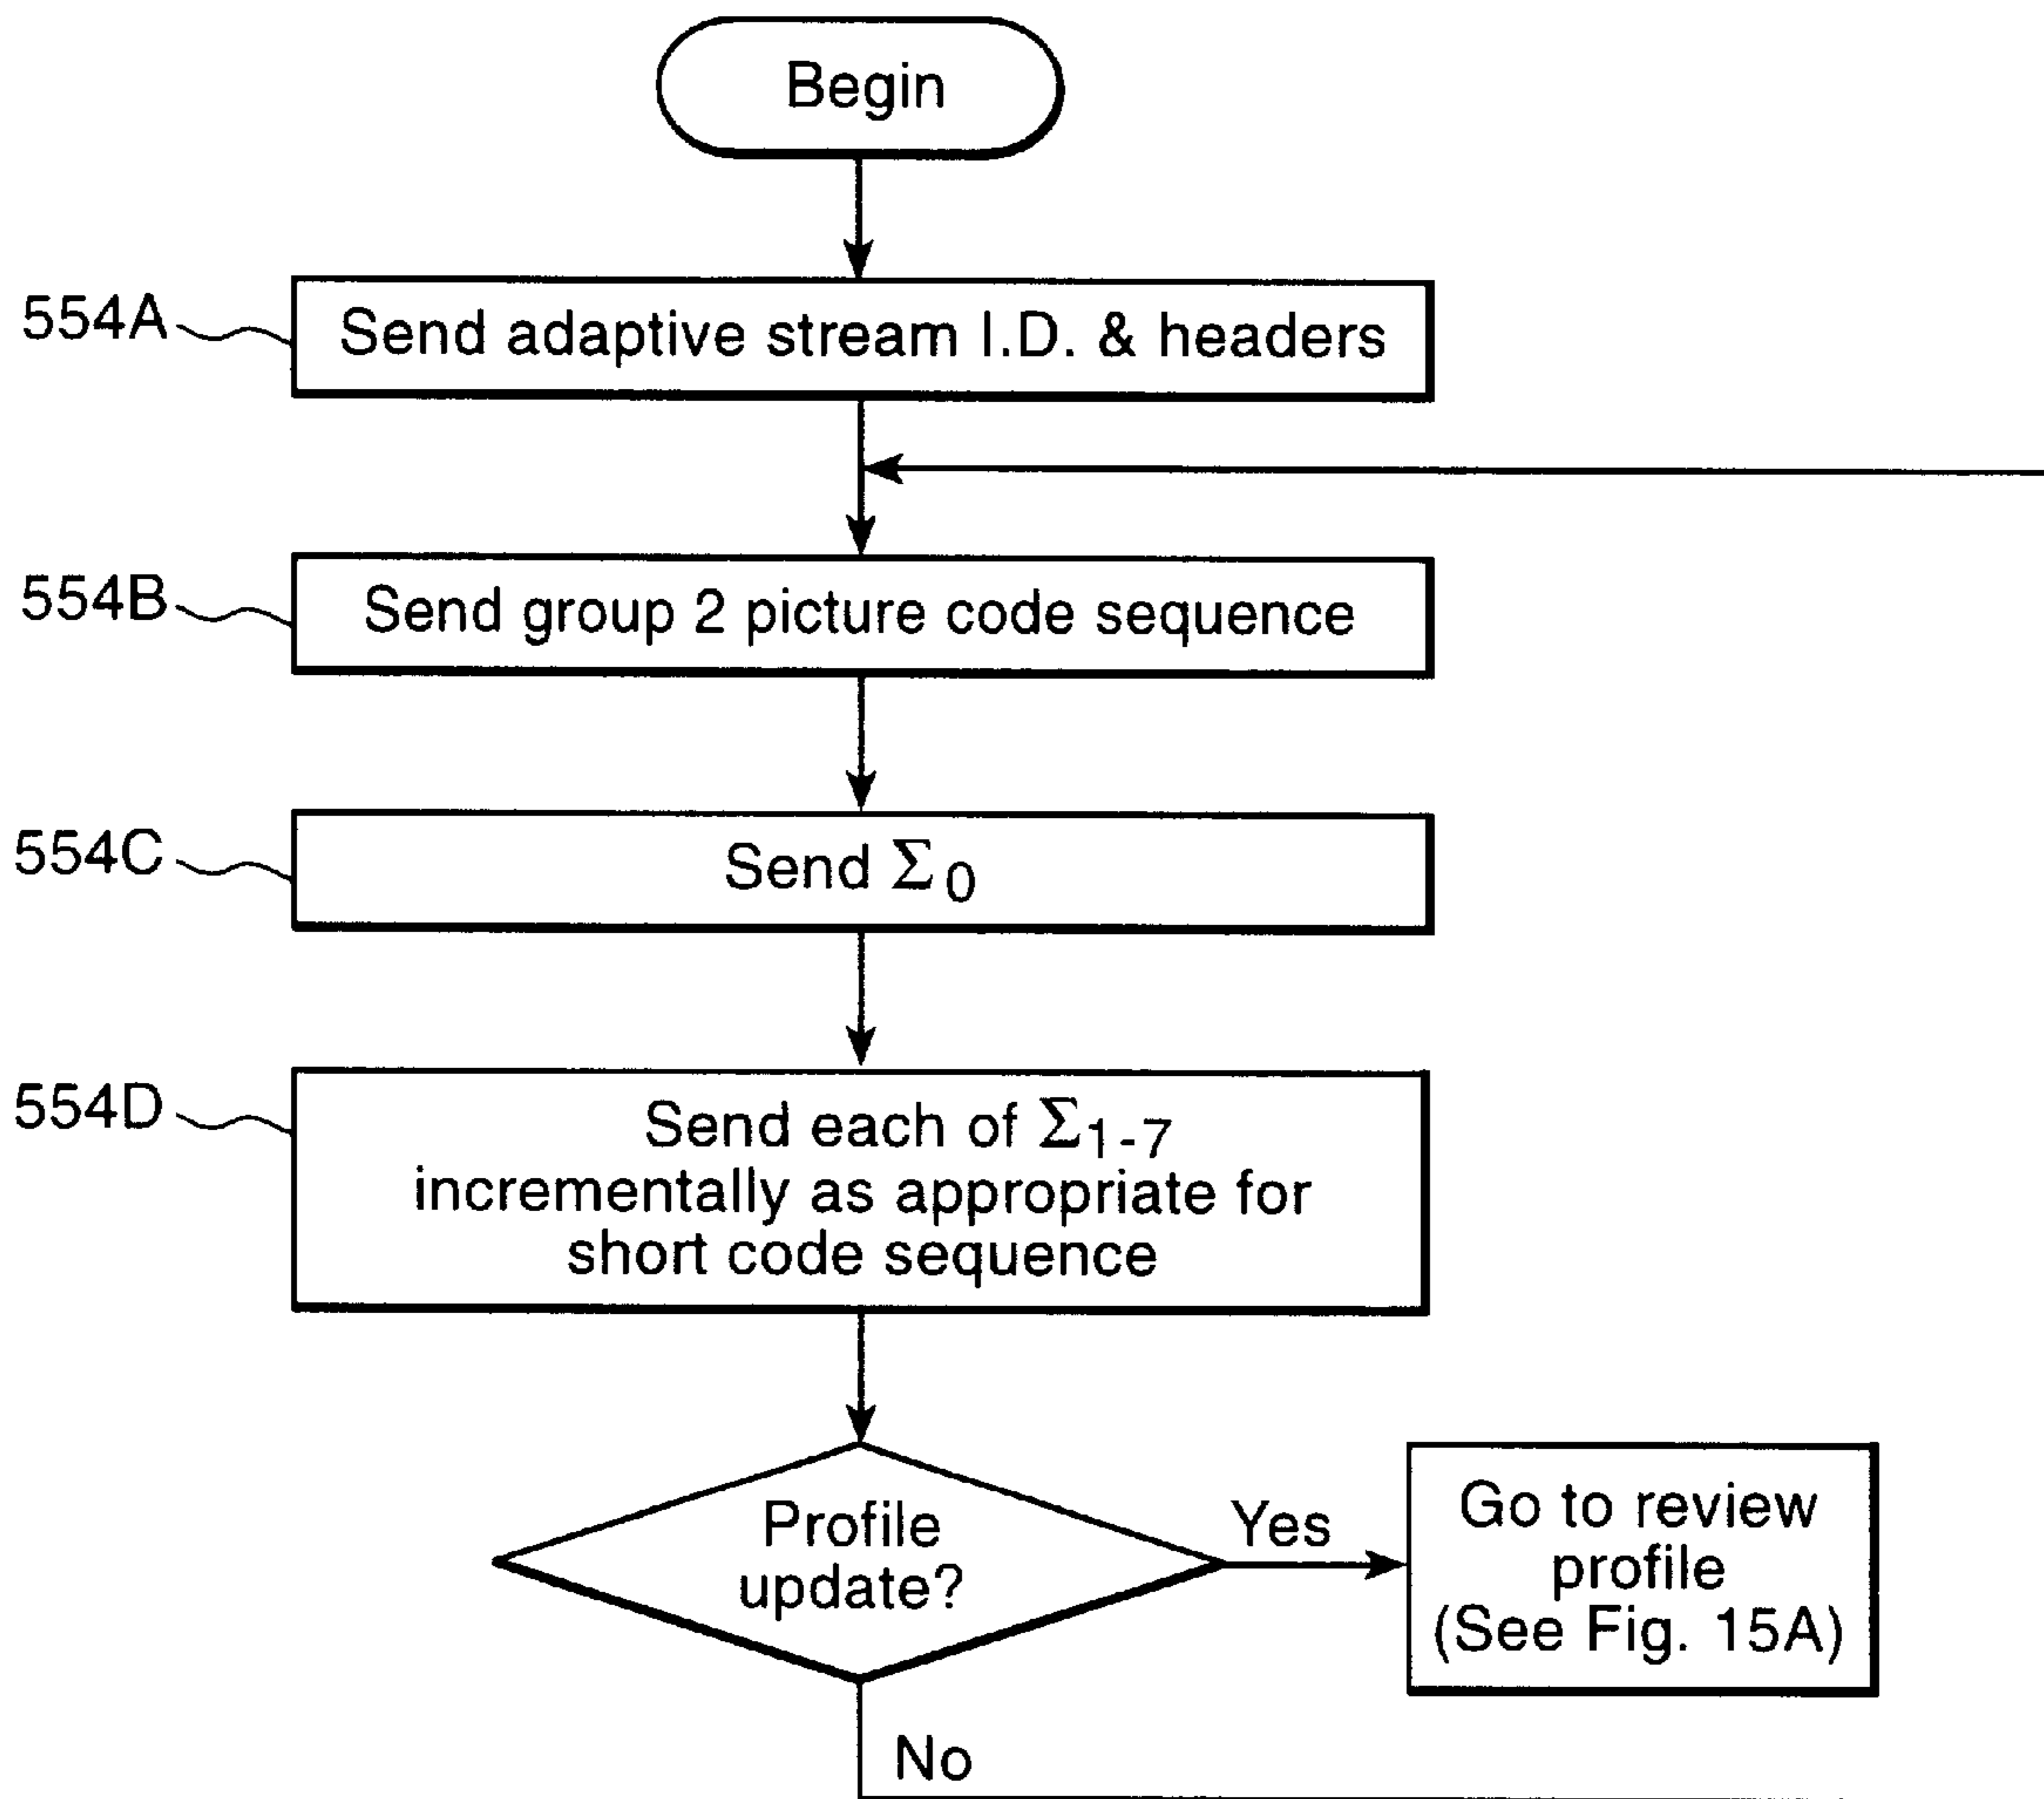 Begin
554A
Send adaptive stream I.D. & headers
554B
Send group 2 picture code sequence
554C
Send Σ0
554D
Send each of Σ1-7
incrementally as appropriate for
short code sequence
Profile
update?
Yes
Go to review
profile
(See Fig. 15A)
No